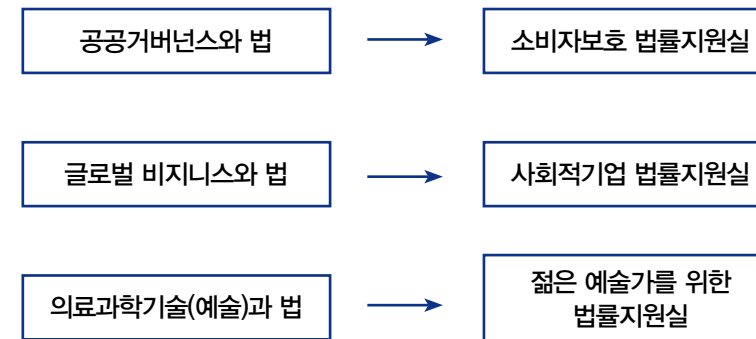 공공거버넌스와 법
소비자보호 법률지원실
글로벌 비지니스와 법
사회적기업 법률지원실
의료과학기술(예술)과 법
젊은 예술가를 위한
법률지원실